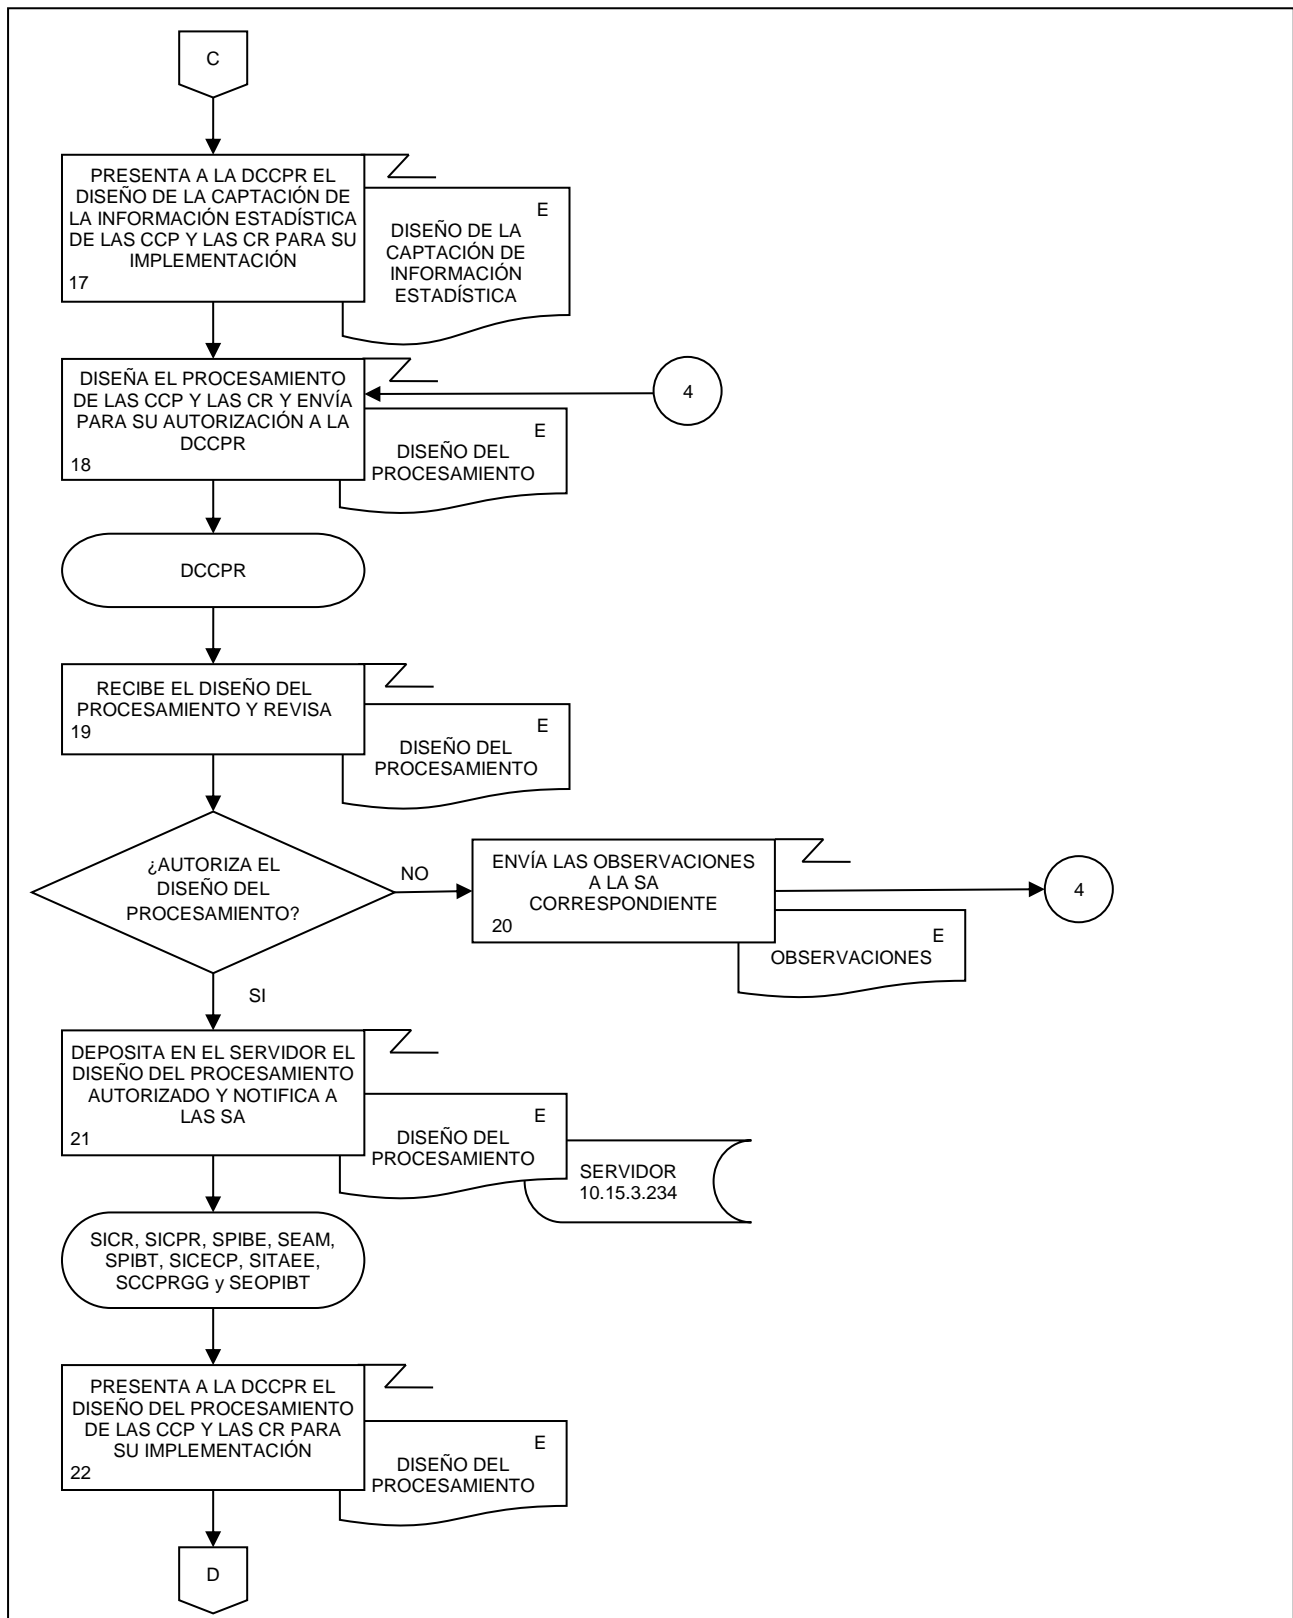 C
PRESENTA A LA DCCPR EL
DISEÑO DE LA CAPTACIÓN DE
LA INFORMACIÓN ESTADÍSTICA
DE LAS CCP Y LAS CR PARA SU
IMPLEMENTACIÓN
17
E
DISEÑO DE LA
CAPTACIÓN DE
INFORMACIÓN
ESTADÍSTICA
DISEÑA EL PROCESAMIENTO
DE LAS CCP Y LAS CR Y ENVÍA
PARA SU AUTORIZACIÓN A LA
DCCPR
18
4
E
DISEÑO DEL
PROCESAMIENTO
DCCPR
RECIBE EL DISEÑO DEL
PROCESAMIENTO Y REVISA
19
E
DISEÑO DEL
PROCESAMIENTO
¿AUTORIZA EL
DISEÑO DEL
PROCESAMIENTO?
NO
ENVÍA LAS OBSERVACIONES
A LA SA
CORRESPONDIENTE
20
4
E
OBSERVACIONES
SI
DEPOSITA EN EL SERVIDOR EL
DISEÑO DEL PROCESAMIENTO
AUTORIZADO Y NOTIFICA A
LAS SA
21
E
DISEÑO DEL
PROCESAMIENTO
SERVIDOR
10.15.3.234
SICR, SICPR, SPIBE, SEAM,
SPIBT, SICECP, SITAEE,
SCCPRGG y SEOPIBT
PRESENTA A LA DCCPR EL
DISEÑO DEL PROCESAMIENTO
DE LAS CCP Y LAS CR PARA
SU IMPLEMENTACIÓN
22
E
DISEÑO DEL
PROCESAMIENTO
D